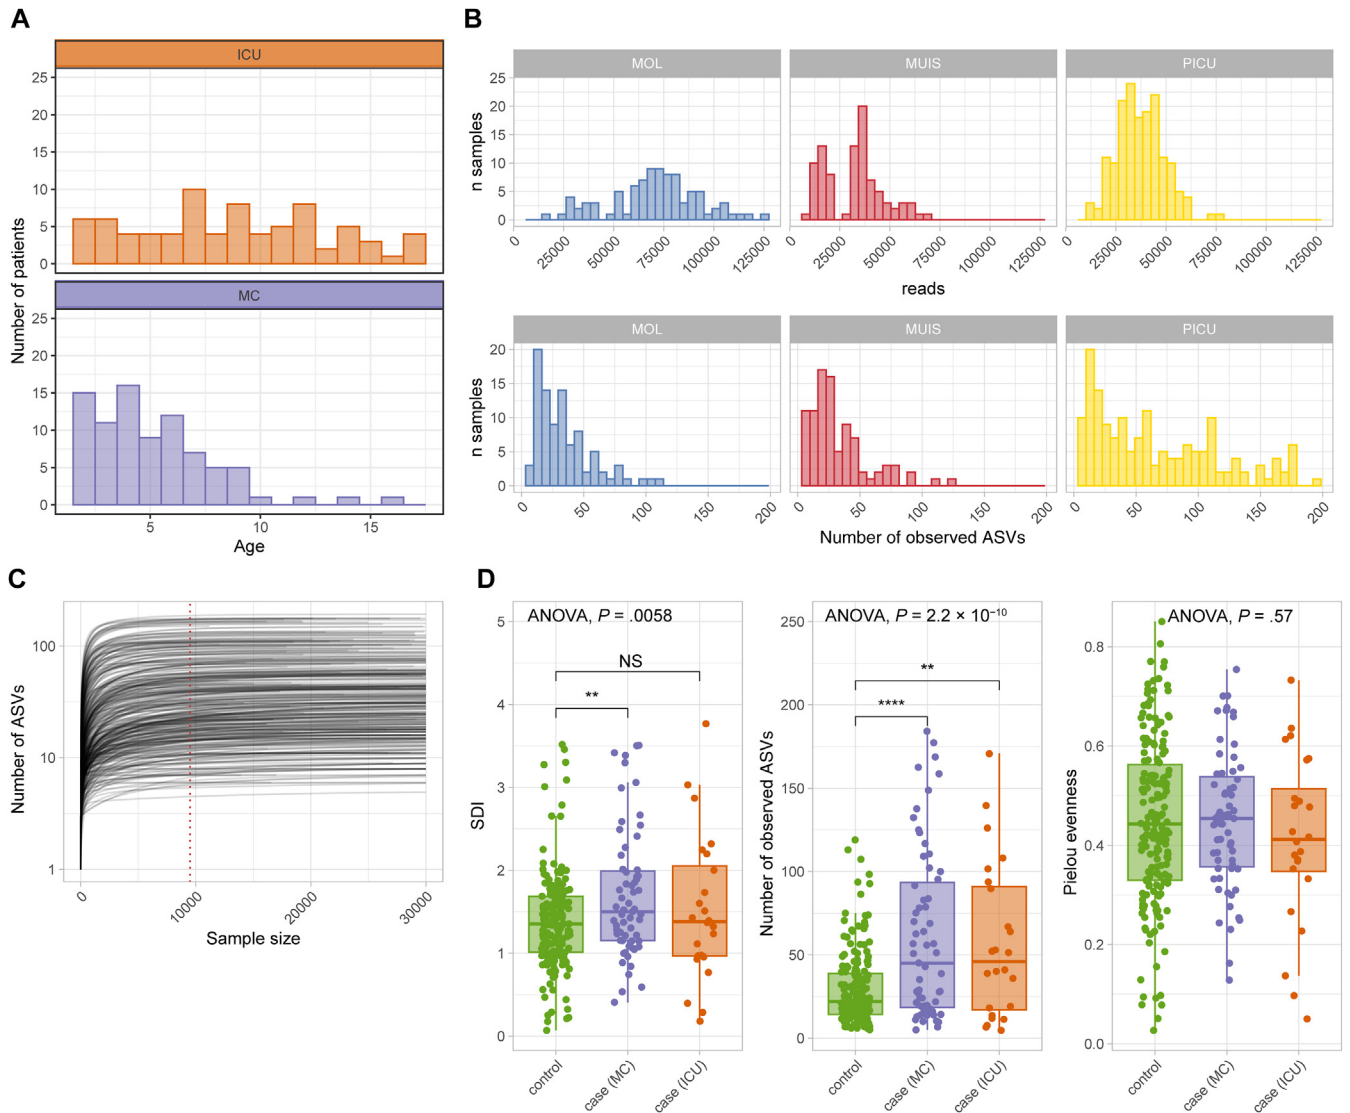 A
ICU
25
20
15
10
5
0
MC
25
20
15
10
5
0
5
10
15
Number of patients
Age
B
MOL
MUIS
PICU
25
20
15
10
5
0
n samples
0
25000
50000
75000
100000
125000
0
25000
50000
75000
100000
125000
0
25000
50000
75000
100000
125000
reads
MOL
MUIS
PICU
20
15
10
5
0
n samples
0
50
100
150
200
0
50
100
150
200
0
50
100
150
200
Number of observed ASVs
C
100
10
1
Number of ASVs
0
10000
20000
30000
Sample size
D
ANOVA, P = .0058
NS
**
5
4
3
2
1
0
SDI
control
case (MC)
case (ICU)
ANOVA, P = 2.2 × 10⁻¹⁰
**
****
250
200
150
100
50
0
Number of observed ASVs
control
case (MC)
case (ICU)
ANOVA, P = .57
0.8
0.6
0.4
0.2
0.0
Pielou evenness
control
case (MC)
case (ICU)